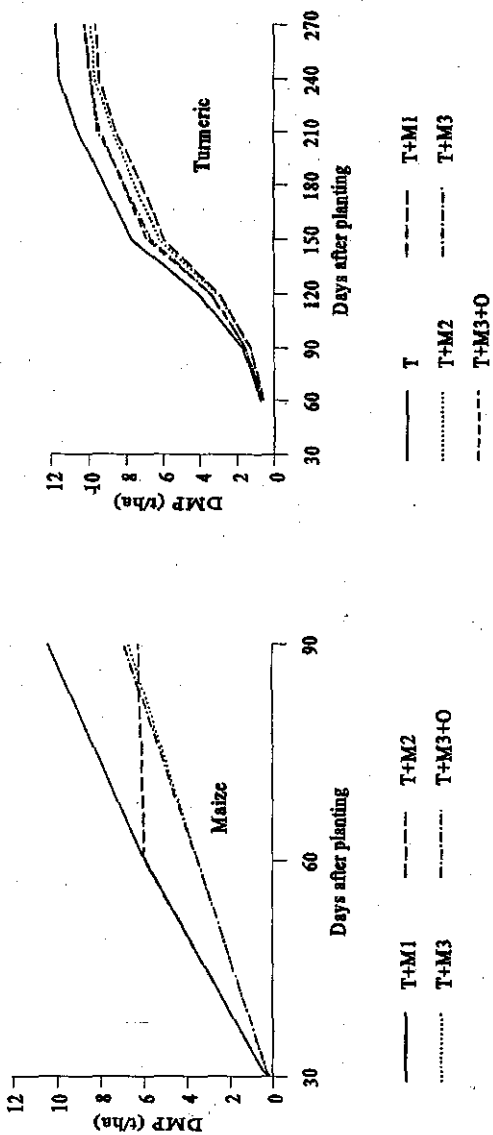 12
10
8
6
4
2
0
DMP (t/ha)
Maize
30
60
90
Days after planting
T+M1
T+M2
T+M3
T+M3+O
12
-10
8
6
4
2
0
DMP (t/ha)
Turmeric
30
60
90
120
150
180
210
240
270
Days after planting
T
T+M1
T+M2
T+M3
T+M3+O